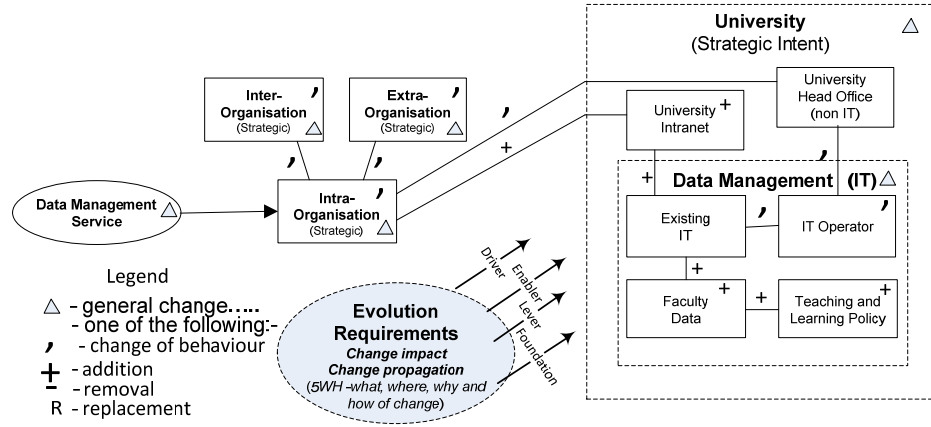 University
(Strategic Intent)
University
Head Office
(non IT)
,
University
Intranet
+
Inter-
Organisation
(Strategic)
,
Extra-
Organisation
(Strategic)
,
,
+
,
,
Data Management (IT)
,
+
Intra-
Organisation
(Strategic)
,
Data Management
Service
Existing
IT
,
IT Operator
,
+
Faculty
Data
+
+
Teaching and
Learning Policy
+
Driver
Enabler
Lever
Foundation
Evolution
Requirements
Change impact
Change propagation
(5WH -what, where, why and
how of change)
Legend
- general change.....
- one of the following:-
, - change of behaviour
+ - addition
- - removal
R - replacement